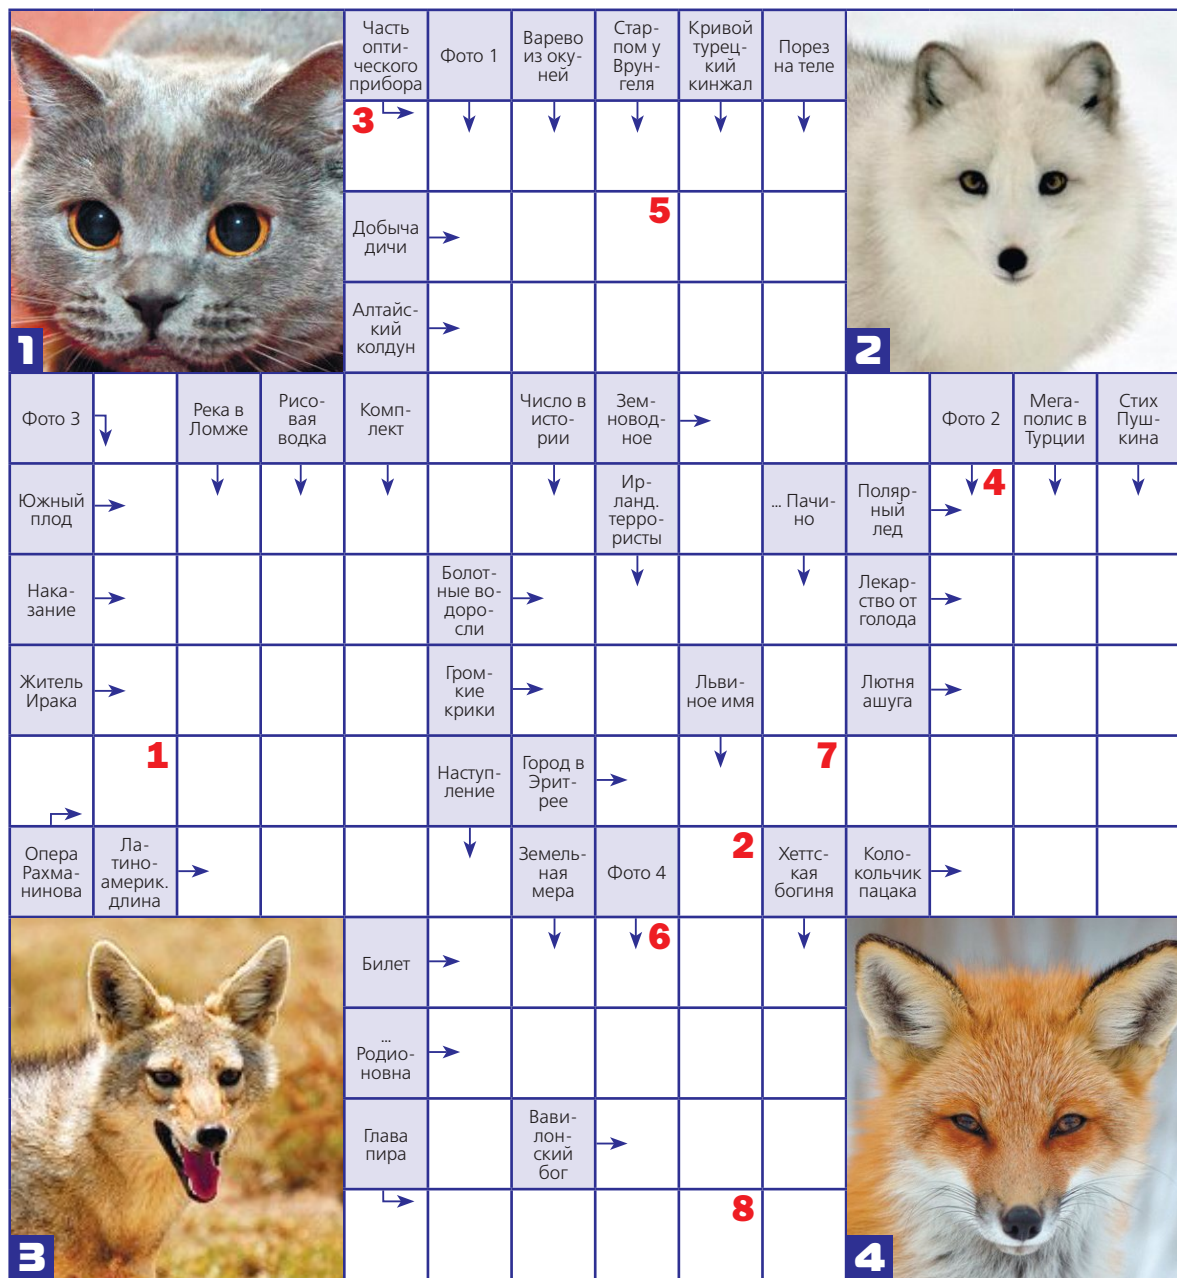 Часть
опти-
ческого
прибора
Фото 1
Варево
из оку-
ней
Стар-
пом у
Врун-
геля
Кривой
турец-
кий
кинжал
Порез
на теле
3
Добыча
дичи
5
Алтайс-
кий
колдун
1
2
Фото 3
Река в
Ломже
Рисо-
вая
водка
Комп-
лект
Число в
исто-
рии
Зем-
новод-
ное
Фото 2
Мега-
полис в
Турции
Стих
Пуш-
кина
Южный
плод
Ир-
ланд.
терро-
ристы
... Пачи-
но
Поляр-
ный
лед
4
Нака-
зание
Болот-
ные во-
доро-
сли
Лекар-
ство от
голода
Житель
Ирака
Гром-
кие
крики
Льви-
ное имя
Лютня
ашуга
1
Наступ-
ление
Город в
Эрит-
рее
7
Опера
Рахма-
нинова
Ла-
тино-
америк.
длина
Земель-
ная
мера
Фото 4
2
Хеттс-
кая
богиня
Коло-
кольчик
пацака
Билет
6
...
Родио-
новна
Глава
пира
Вави-
лон-
ский
бог
8
3
4